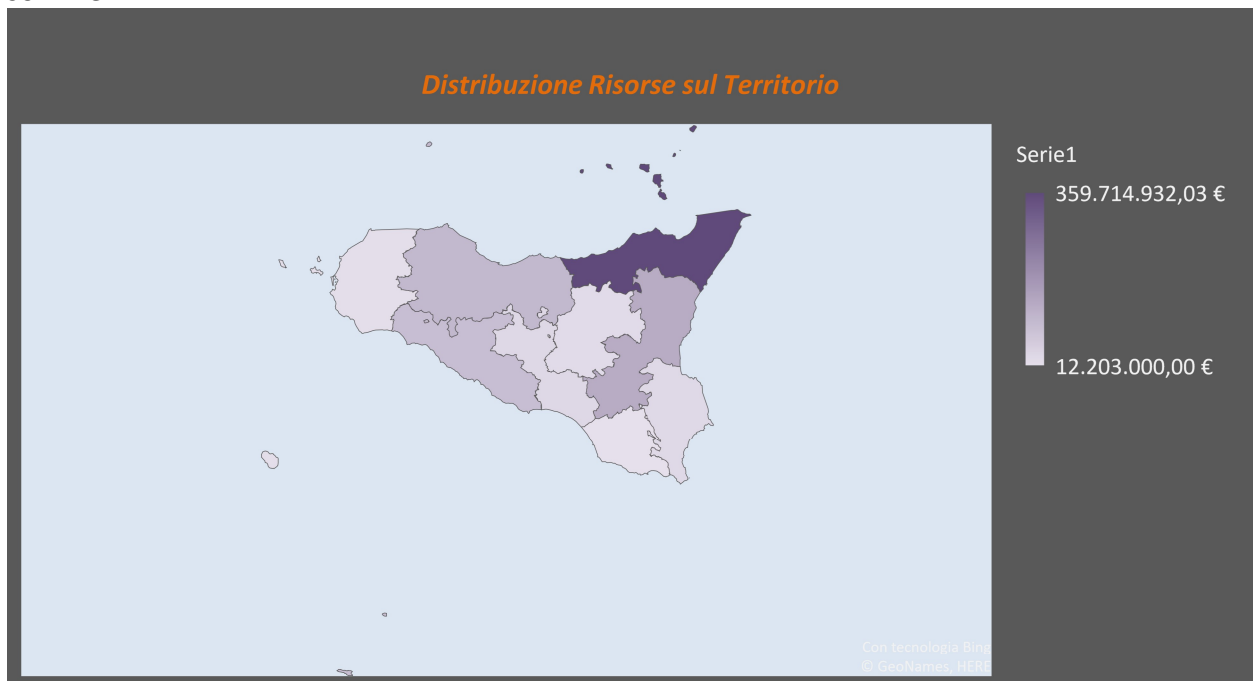 Distribuzione Risorse sul Territorio
Serie1
359.714.932,03 €
12.203.000,00 €
Con tecnologia Bing
© GeoNames, HERE